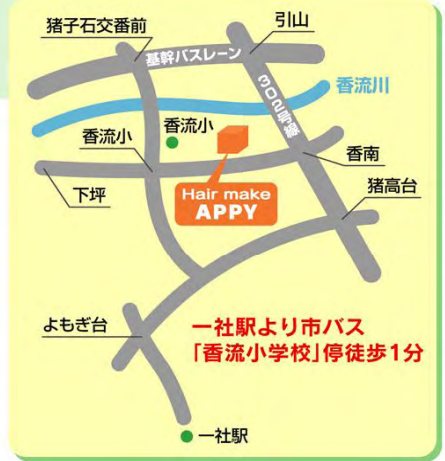 猪子石交番前
引山
基幹バスレーン
302号線
香流川
香流小
香流小
香南
下坪
Hair make
APPY
猪高台
よもぎ台
一社駅より市バス
「香流小学校」停徒歩1分
一社駅